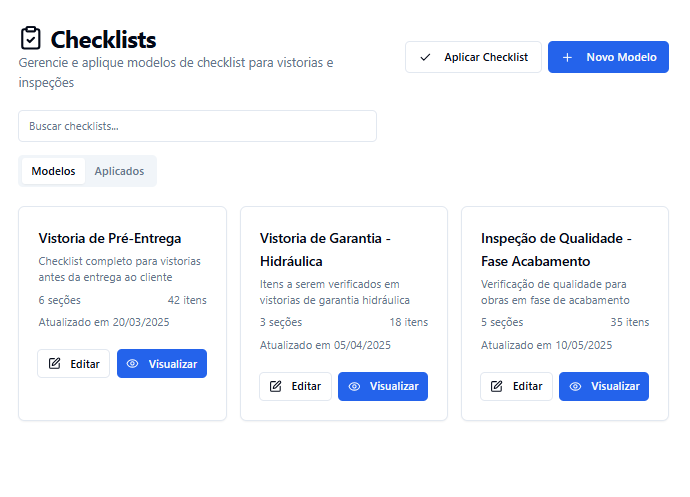 Checklists
Gerencie e aplique modelos de checklist para vistorias e
inspeções
Aplicar Checklist
Novo Modelo
Buscar checklists...
Modelos
Aplicados
Vistoria de Pré-Entrega
Checklist completo para vistorias
antes da entrega ao cliente
6 seções
42 itens
Atualizado em 20/03/2025
Editar
Visualizar
Vistoria de Garantia -
Hidráulica
Itens a serem verificados em
vistorias de garantia hidráulica
3 seções
18 itens
Atualizado em 05/04/2025
Editar
Visualizar
Inspeção de Qualidade -
Fase Acabamento
Verificação de qualidade para
obras em fase de acabamento
5 seções
35 itens
Atualizado em 10/05/2025
Editar
Visualizar